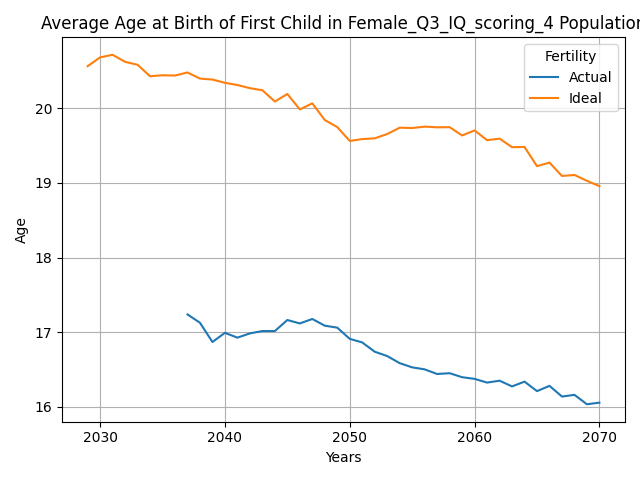 Average Age at Birth of First Child in Female_Q3_IQ_scoring_4 Population
Fertility
Actual
Ideal
Age
20
19
18
17
16
2030 2040 2050 2060 2070
Years